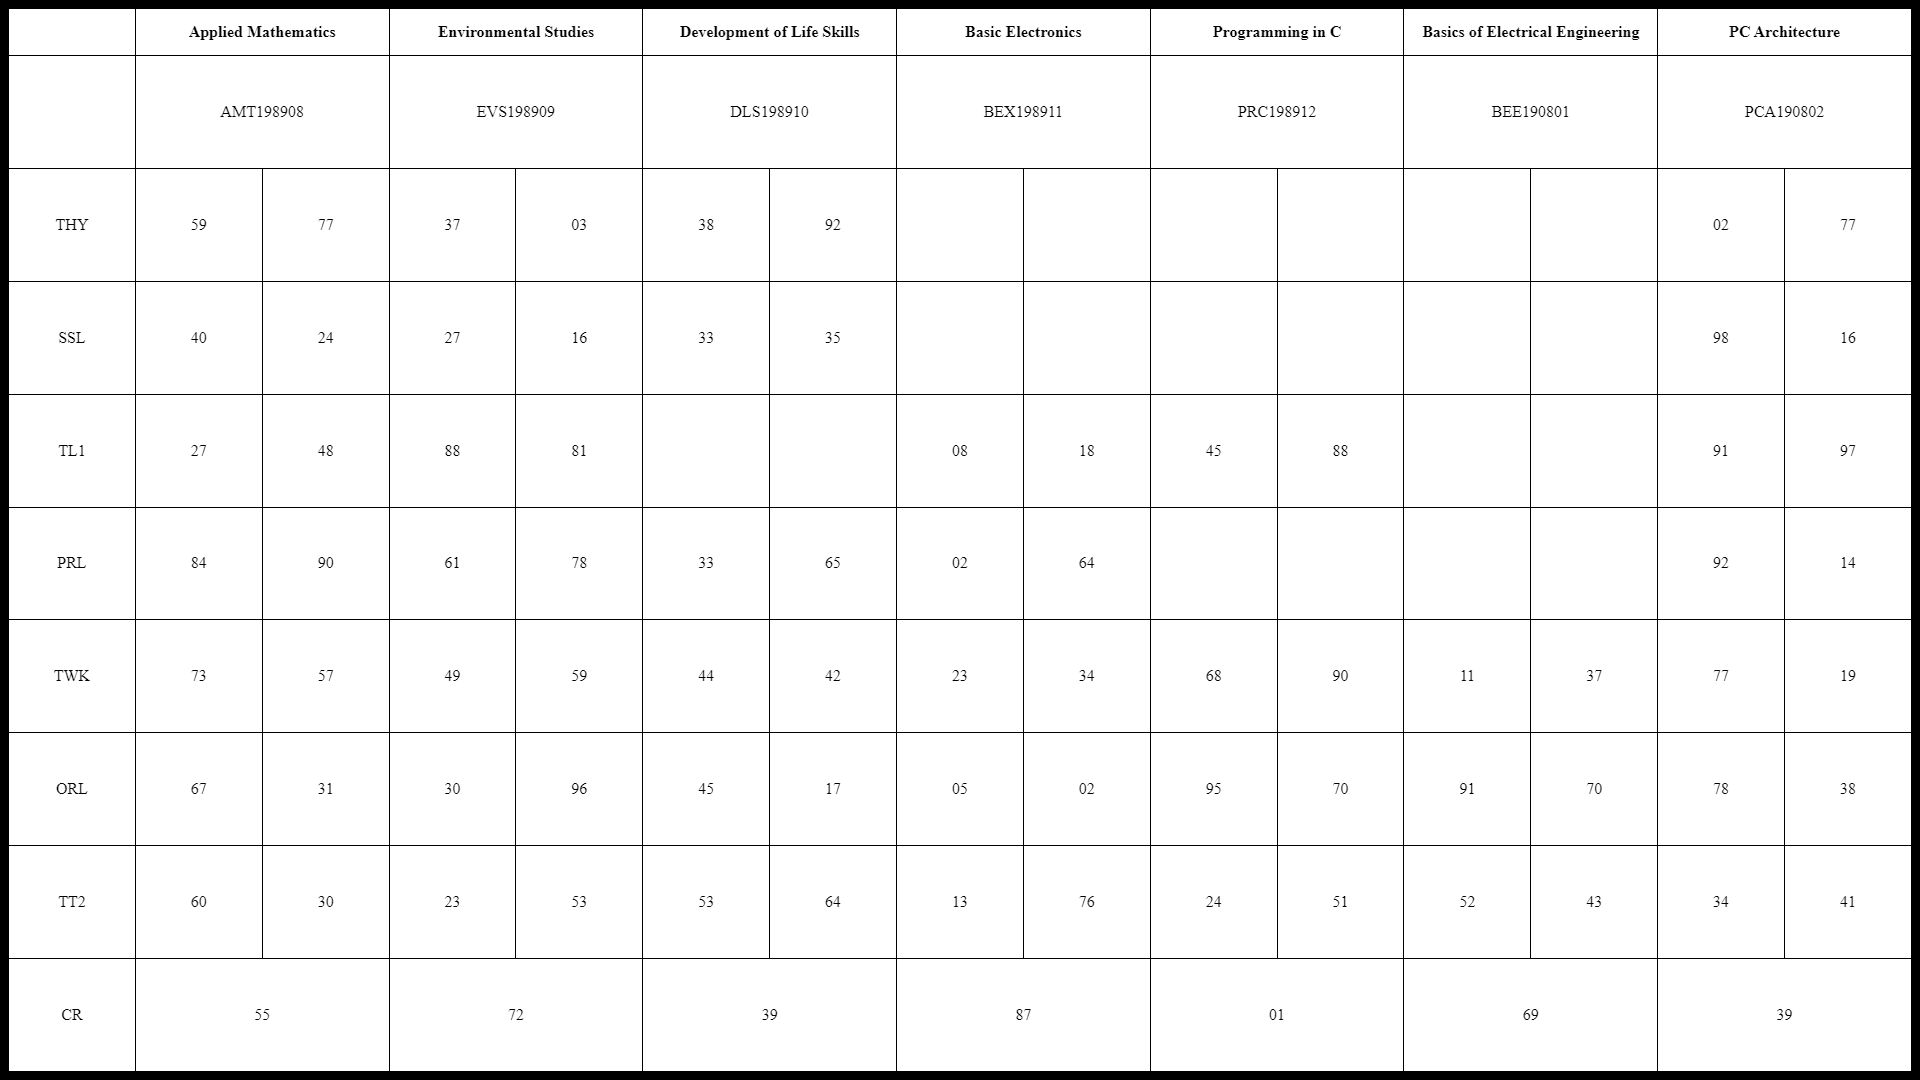 Applied Mathematics Environmental Studies Development of Life Skills Basic Electronics Programming in C Basics of Electrical Engineering PC Architecture
AMT198908 EVS198909 DLS198910 BEX198911 PRC198912 BEE190801 PCA190802
THY 59 77 37 03 38 92 02 77
SSL 40 24 27 16 33 35 98 16
TL1 27 48 88 81 08 18 45 88 91 97
PRL 84 90 61 78 33 65 02 64 92 14
TWK 73 57 49 59 44 42 23 34 68 90 11 37 77 19
ORL 67 31 30 96 45 17 05 02 95 70 91 70 78 38
TT2 60 30 23 53 53 64 13 76 24 51 52 43 34 41
CR 55 72 39 87 01 69 39